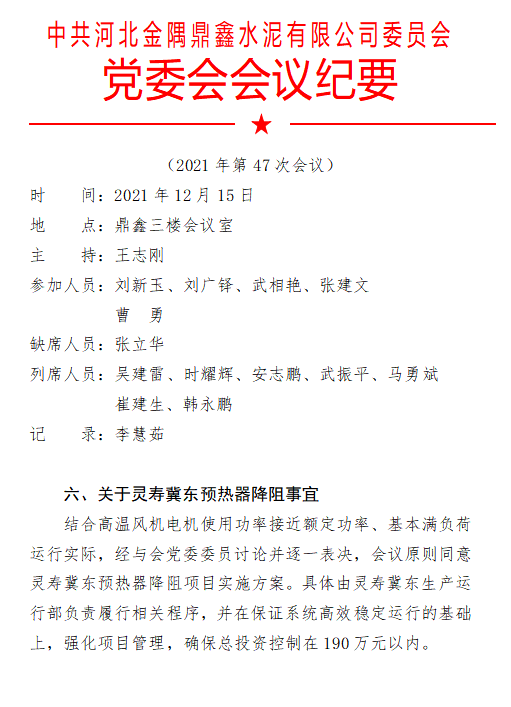 中共河北金隅鼎鑫水泥有限公司委员会
党委会会议纪要
（2021 年第 47 次会议）
时　　间：2021 年 12 月 15 日
地　　点：鼎鑫三楼会议室
主　　持：王志刚
参加人员：刘新玉、刘广铎、武相艳、张建文
曹　勇
缺席人员：张立华
列席人员：吴建雷、时耀辉、安志鹏、武振平、马勇斌
崔建生、韩永鹏
记　　录：李慧茹
六、关于灵寿冀东预热器降阻事宜
结合高温风机电机使用功率接近额定功率、基本满负荷
运行实际，经与会党委委员讨论并逐一表决，会议原则同意
灵寿冀东预热器降阻项目实施方案。具体由灵寿冀东生产运
行部负责履行相关程序，并在保证系统高效稳定运行的基础
上，强化项目管理，确保总投资控制在 190 万元以内。